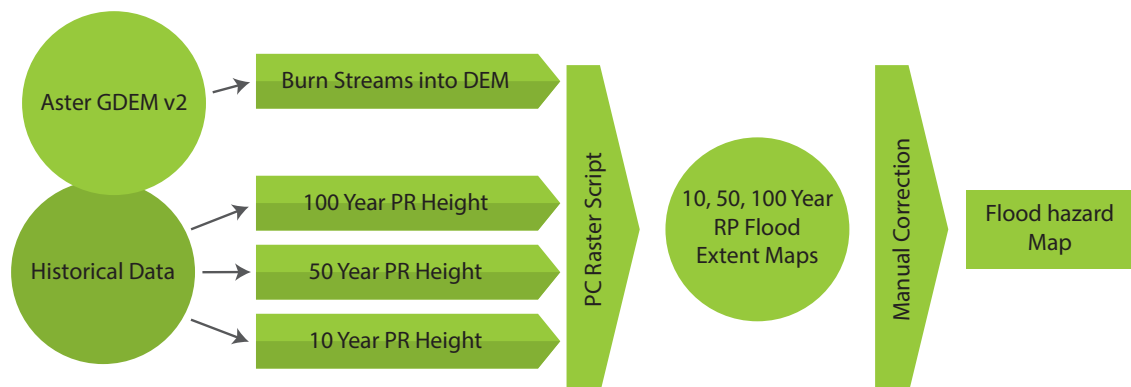 Aster GDEM v2
Burn Streams into DEM
Historical Data
100 Year PR Height
50 Year PR Height
10 Year PR Height
PC Raster Script
10, 50, 100 Year
RP Flood
Extent Maps
Manual Correction
Flood hazard
Map